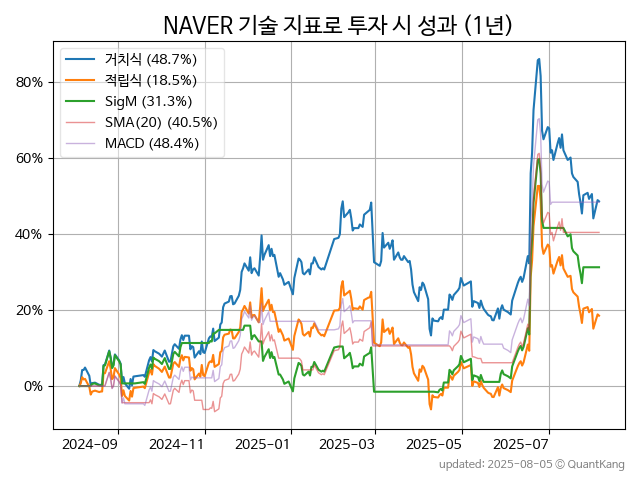 NAVER 기술 지표로 투자 시 성과 (1년)
거치식 (48.7%)
적립식 (18.5%)
SigM (31.3%)
SMA(20) (40.5%)
MACD (48.4%)
80%
60%
40%
20%
0%
2024-09 2024-11 2025-01 2025-03 2025-05 2025-07
updated: 2025-08-05 © QuantKang